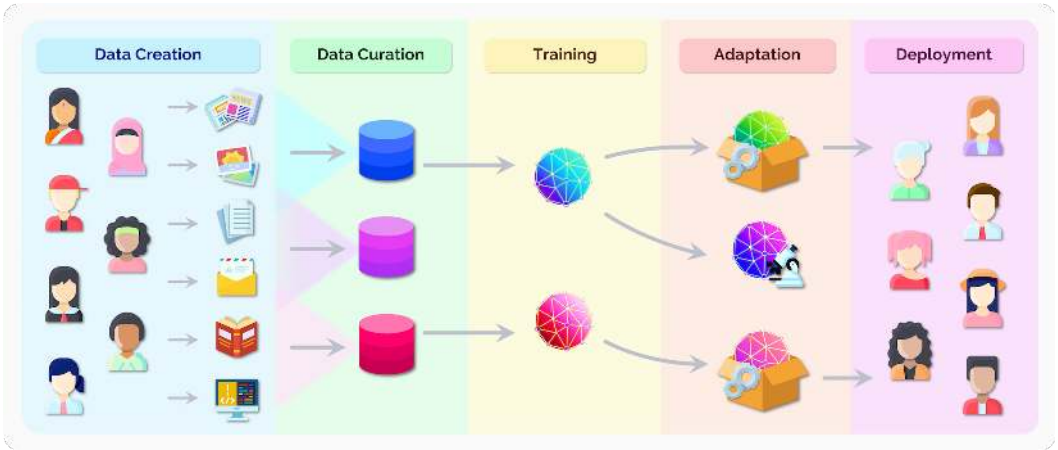 Data Creation
Data Curation
Training
Adaptation
Deployment